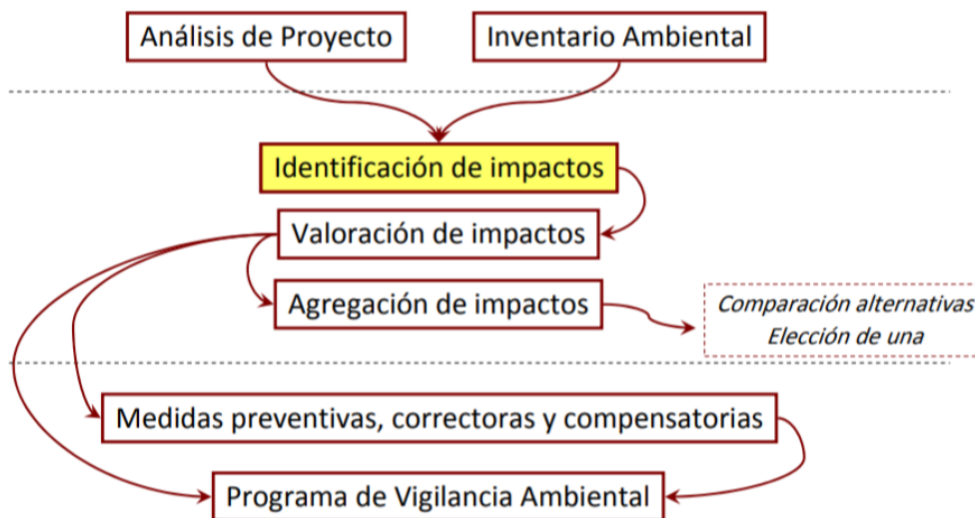 Análisis de Proyecto
Inventario Ambiental
Identificación de impactos
Valoración de impactos
Agregación de impactos
Comparación alternativas
Elección de una
Medidas preventivas, correctoras y compensatorias
Programa de Vigilancia Ambiental